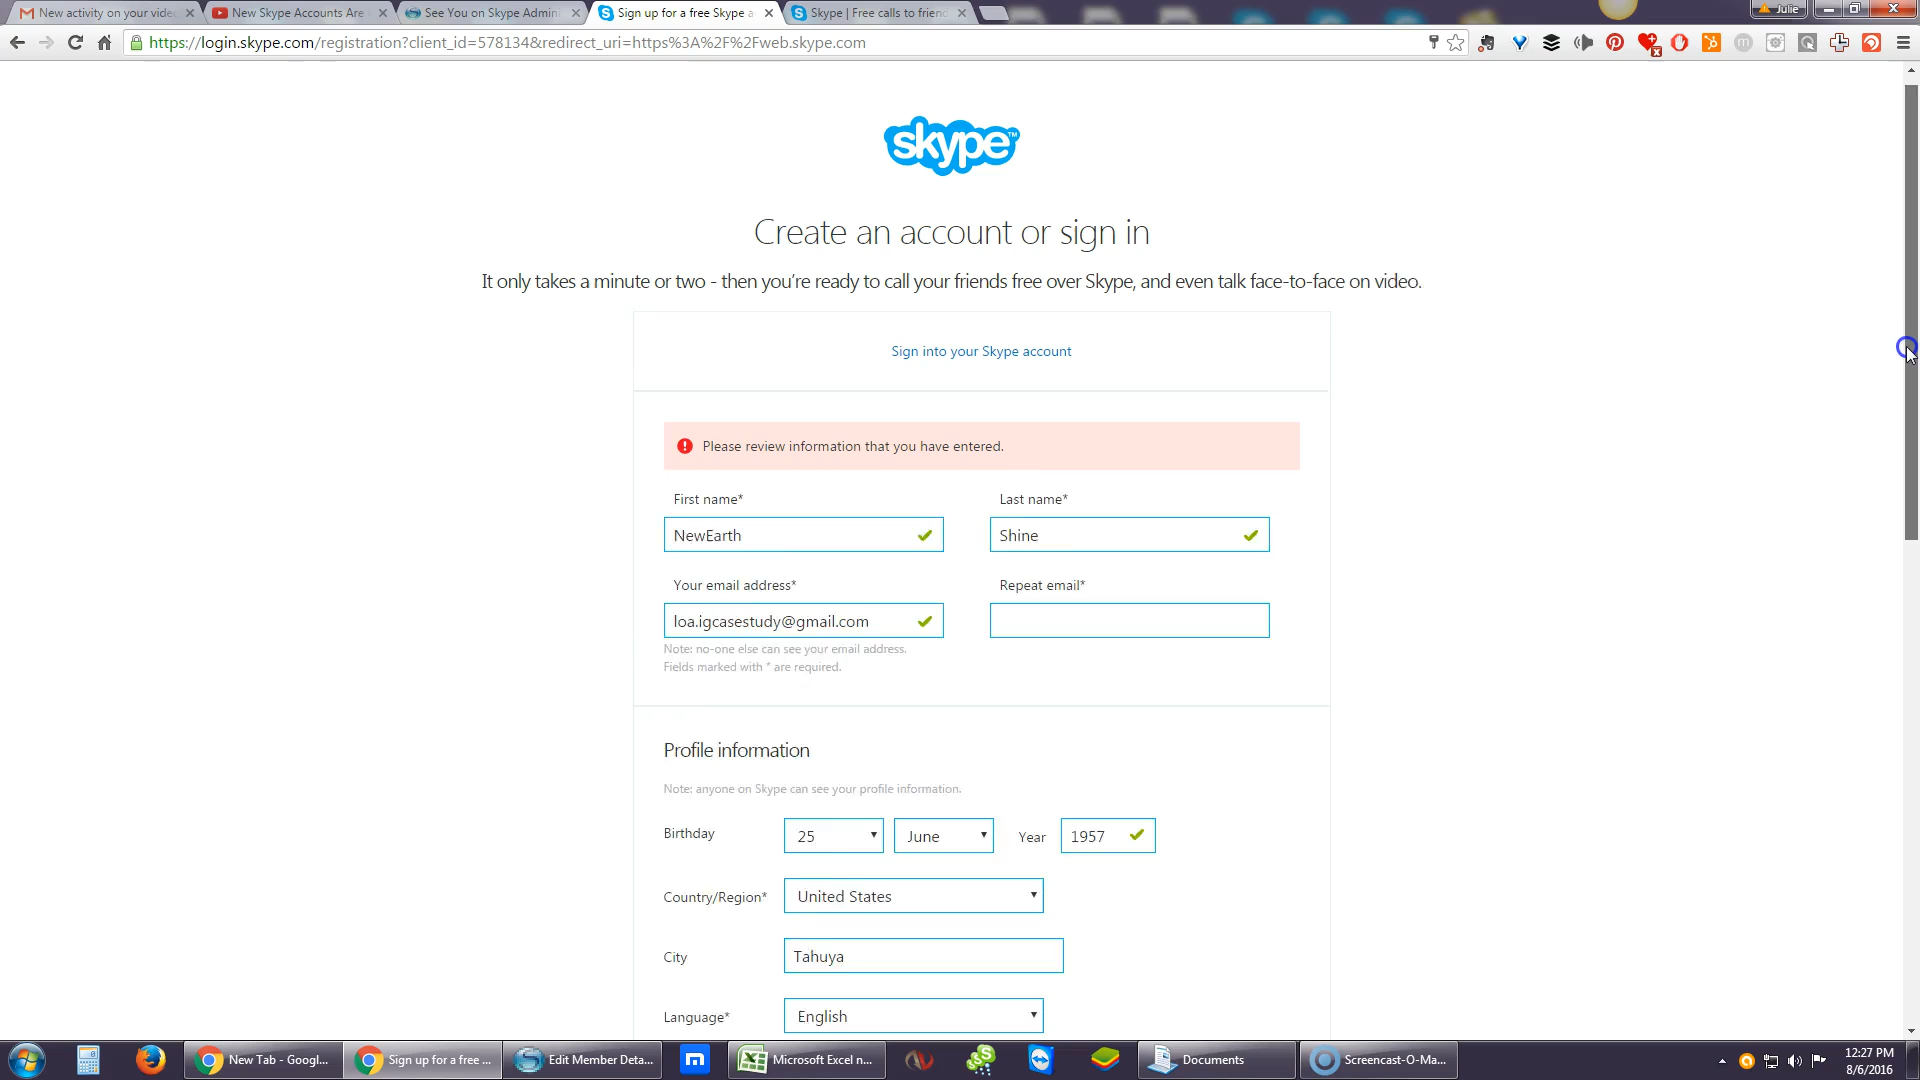 New activity on your vide
New Skype Accounts Are
See You on Skype Admin
Sign up for a free Skype a
Skype | Free calls to friend
Julie
https://login.skype.com/registration?client_id=578134&redirect_uri=https%3A%2F%2Fweb.skype.com
skype™
Create an account or sign in
It only takes a minute or two - then you're ready to call your friends free over Skype, and even talk face-to-face on video.
Sign into your Skype account
Please review information that you have entered.
First name*
Last name*
NewEarth
Shine
Your email address*
Repeat email*
loa.igcasestudy@gmail.com
Note: no-one else can see your email address.
Fields marked with * are required.
Profile information
Note: anyone on Skype can see your profile information.
Birthday
25
June
Year
1957
Country/Region*
United States
City
Tahuya
Language*
English
New Tab - Googl...
Sign up for a free ...
Edit Member Deta...
Microsoft Excel n...
Documents
Screencast-O-Ma...
12:27 PM
8/6/2016